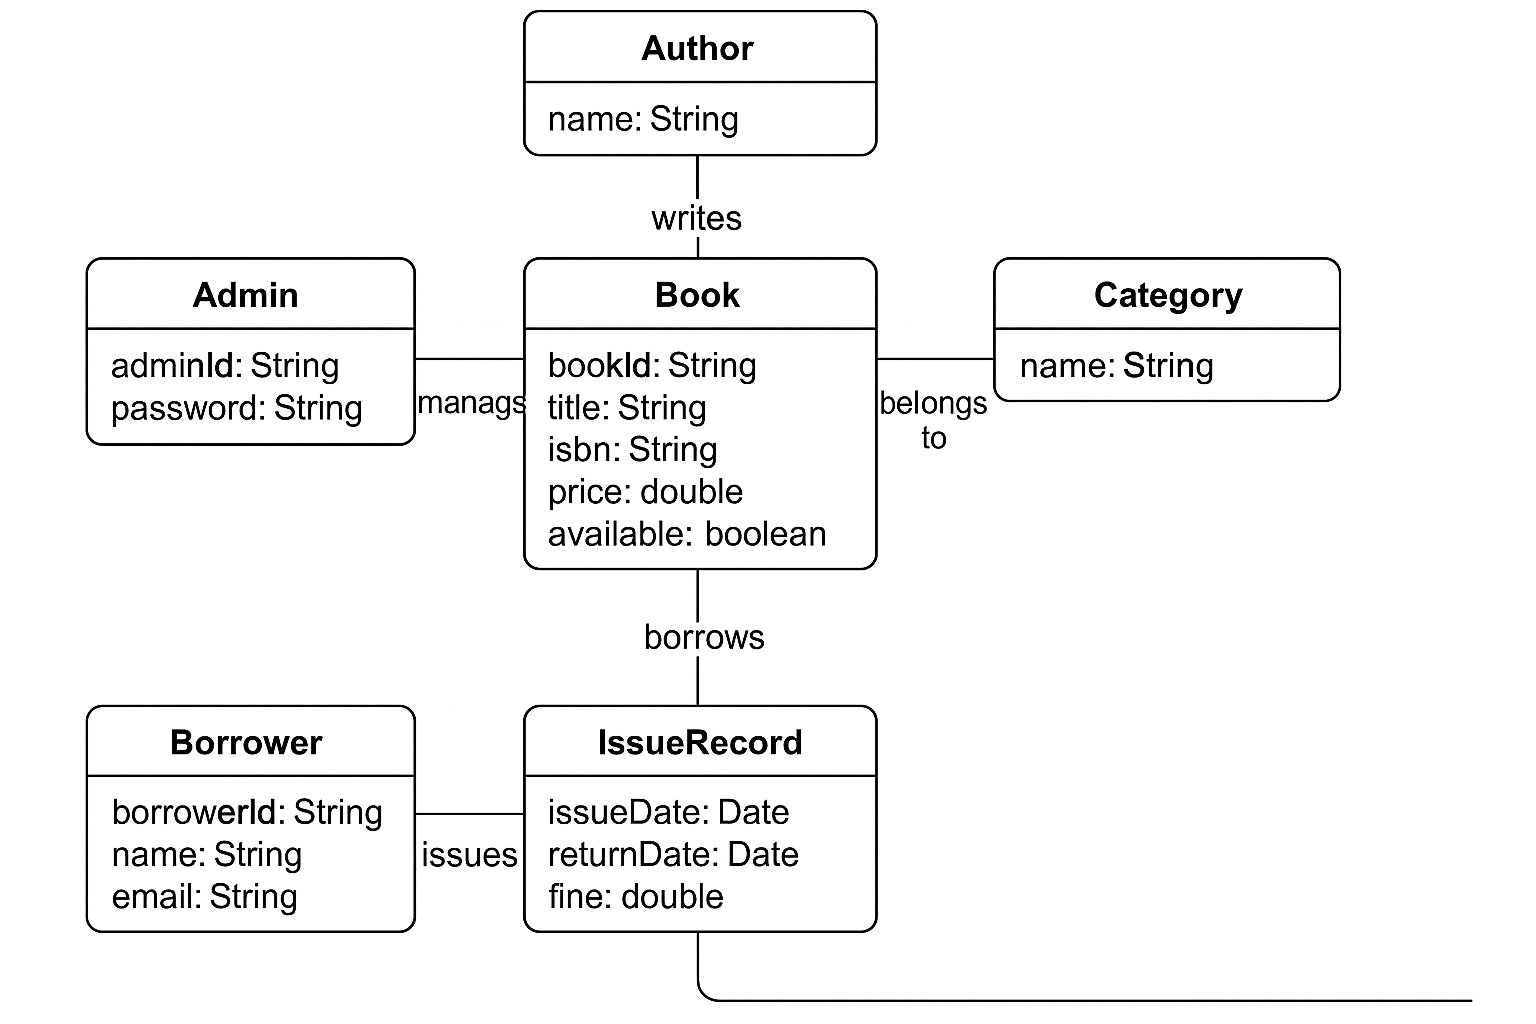 Author
name: String
writes
Admin
adminId: String
password: String
manags
Book
bookId: String
title: String
isbn: String
price: double
available: boolean
belongs
to
Category
name: String
borrows
Borrower
borrowerId: String
name: String
email: String
issues
IssueRecord
issueDate: Date
returnDate: Date
fine: double